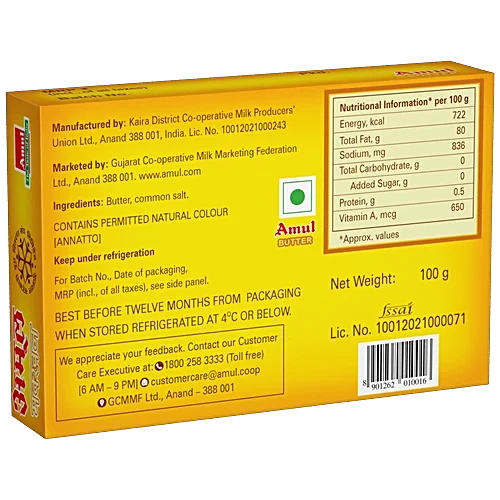 Manufactured by: Kaira District Co-operative Milk Producers'
Union Ltd., Anand 388 001, India. Lic. No. 10012021000243
Marketed by: Gujarat Co-operative Milk Marketing Federation
Ltd., Anand 388 001. www.amul.com
Ingredients: Butter, common salt.
CONTAINS PERMITTED NATURAL COLOUR
[ANNATTO]
Keep under refrigeration
For Batch No., Date of packaging,
MRP (incl., of all taxes), see side panel.
BEST BEFORE TWELVE MONTHS FROM PACKAGING
WHEN STORED REFRIGERATED AT 4°C OR BELOW.
We appreciate your feedback. Contact our Customer
Care Executive at: 1800 258 3333 (Toll free)
[6 AM – 9 PM] customercare@amul.coop
GCMMF Ltd., Anand – 388 001
Amul
BUTTER
Amul
Nutritional Information* per 100 g
Energy, kcal 722
Total Fat, g 80
Sodium, mg 836
Total Carbohydrate, g 0
Added Sugar, g 0
Protein, g 0.5
Vitamin A, mcg 650
*Approx. values
Net Weight: 100 g
fssai
Lic. No. 10012021000071
8 901262 010016
Batch No.
Amul